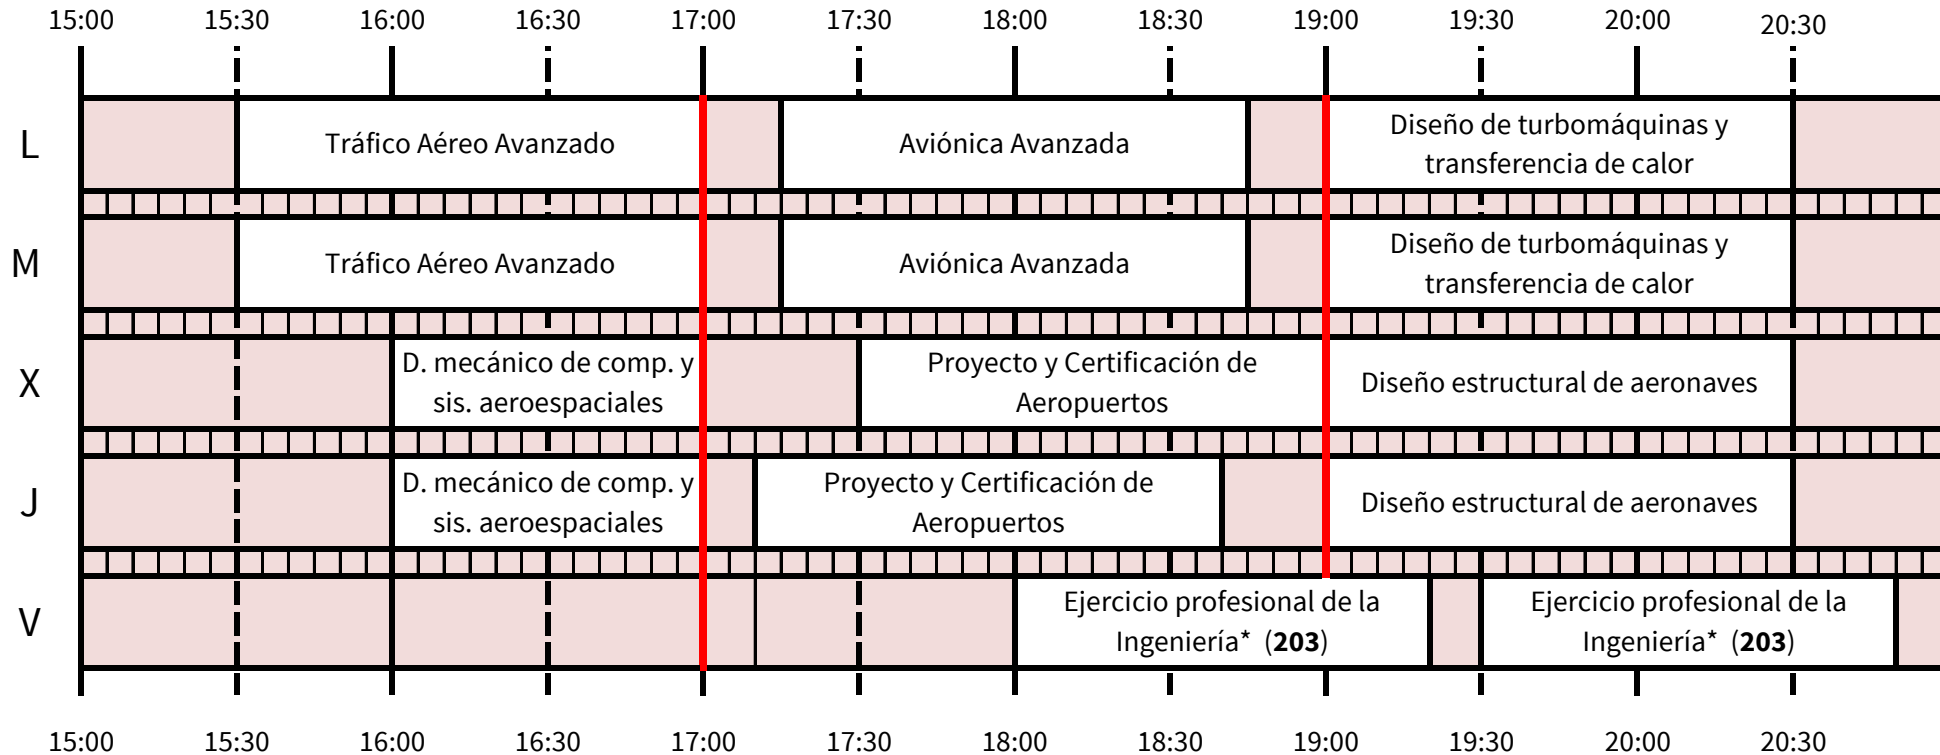 15:00 15:30 16:00 16:30 17:00 17:30 18:00 18:30 19:00 19:30 20:00 20:30
L
Tráfico Aéreo Avanzado
Aviónica Avanzada
Diseño de turbomáquinas y
transferencia de calor
M
Tráfico Aéreo Avanzado
Aviónica Avanzada
Diseño de turbomáquinas y
transferencia de calor
X
D. mecánico de comp. y
sis. aeroespaciales
Proyecto y Certificación de
Aeropuertos
Diseño estructural de aeronaves
J
D. mecánico de comp. y
sis. aeroespaciales
Proyecto y Certificación de
Aeropuertos
Diseño estructural de aeronaves
V
Ejercicio profesional de la
Ingeniería* (203)
Ejercicio profesional de la
Ingeniería* (203)
15:00 15:30 16:00 16:30 17:00 17:30 18:00 18:30 19:00 19:30 20:00 20:30